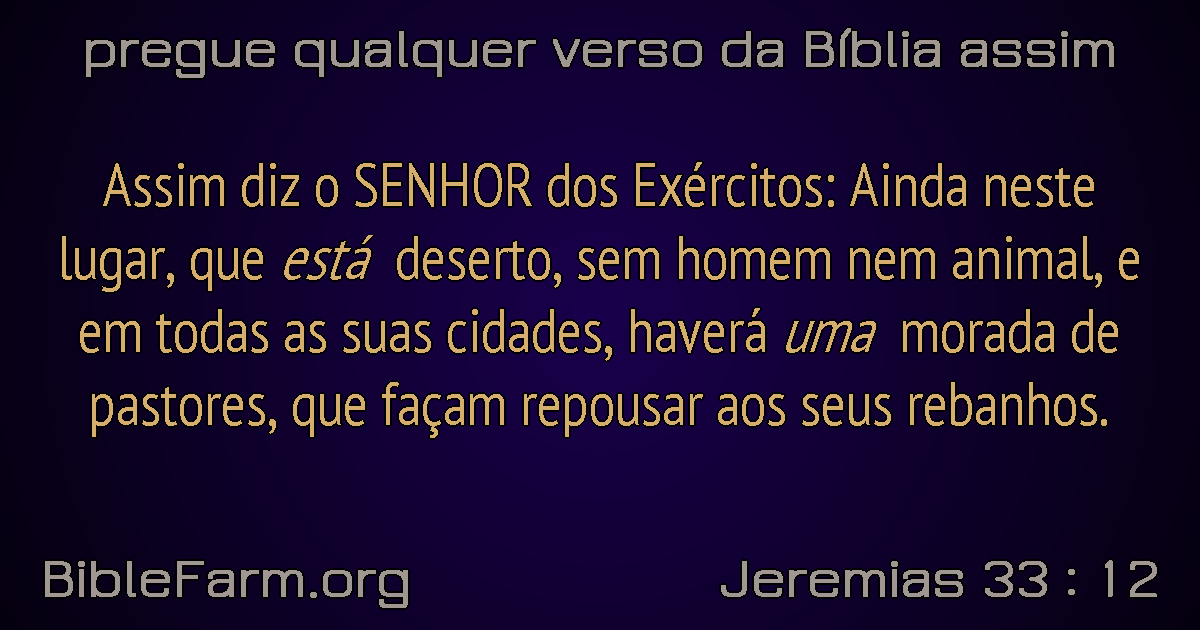 pregue qualquer verso da Bíblia assim
Assim diz o SENHOR dos Exércitos: Ainda neste
lugar, que está deserto, sem homem nem animal, e
em todas as suas cidades, haverá uma morada de
pastores, que façam repousar aos seus rebanhos.
BibleFarm.org
Jeremias 33 : 12